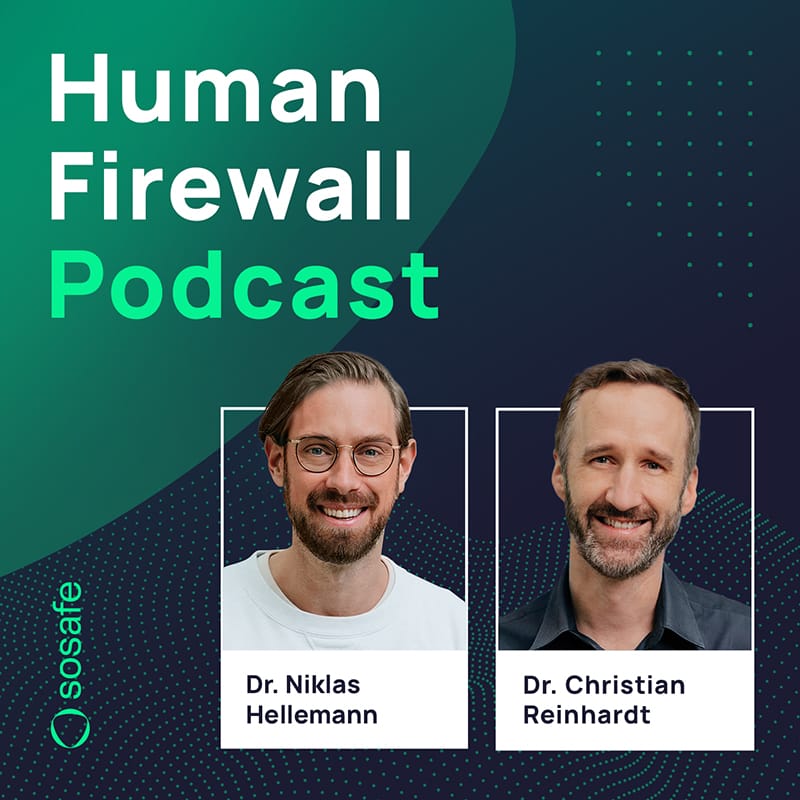 Human
Firewall
Podcast
sosafe
Dr. Niklas
Hellemann
Dr. Christian
Reinhardt